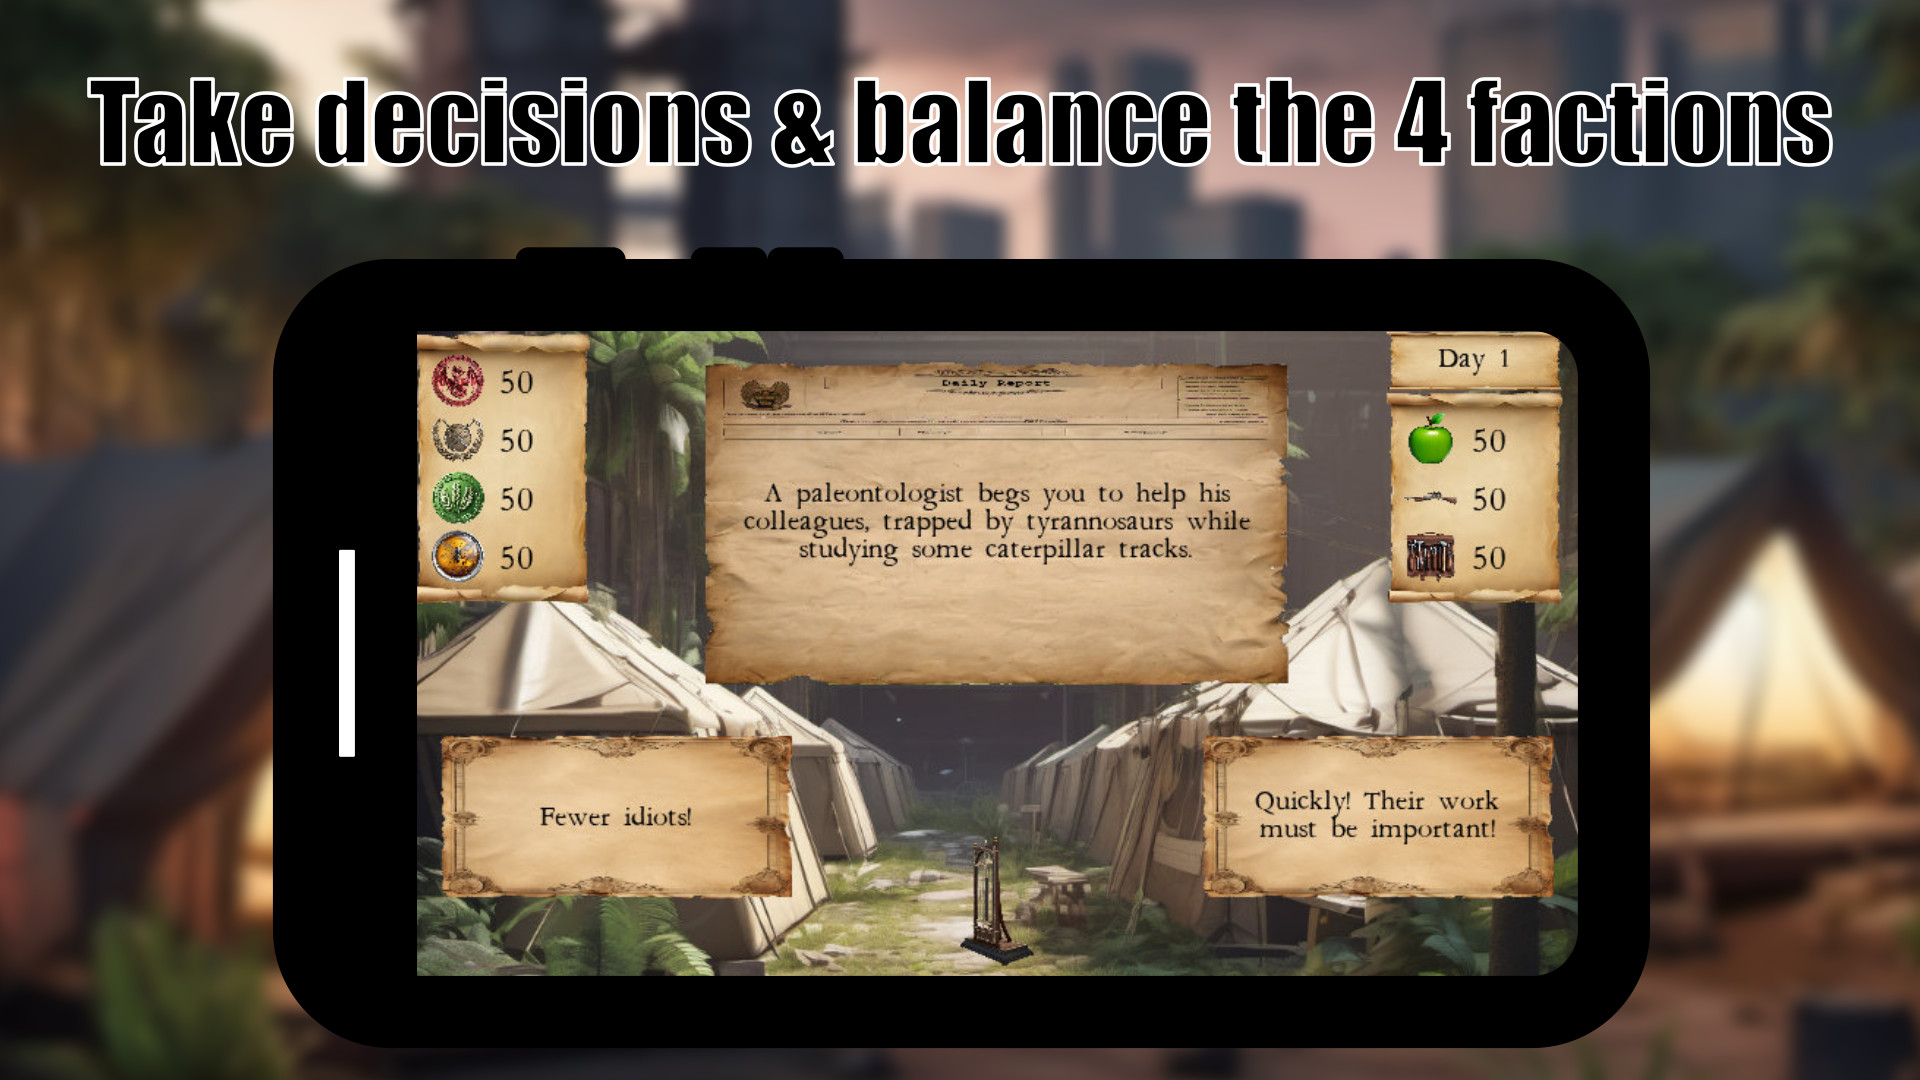 Take decisions & balance the 4 factions
50
50
50
50
Daily Report
A paleontologist begs you to help his
colleagues, trapped by tyrannosaurs while
studying some caterpillar tracks.
Day 1
50
50
50
Fewer idiots!
Quickly! Their work
must be important!